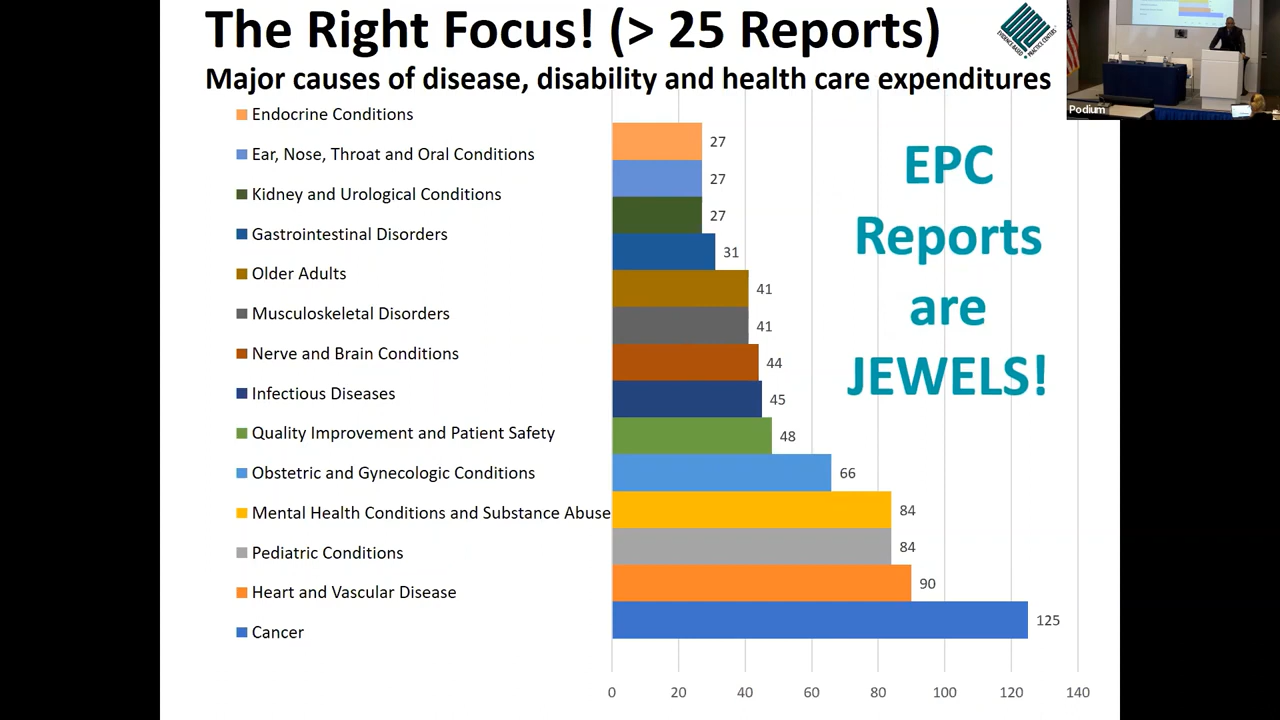 The Right Focus! (> 25 Reports)
Major causes of disease, disability and health care expenditures
EVIDENCE-BASED
PRACTICE CENTERS
Podium
Endocrine Conditions
Ear, Nose, Throat and Oral Conditions
Kidney and Urological Conditions
Gastrointestinal Disorders
Older Adults
Musculoskeletal Disorders
Nerve and Brain Conditions
Infectious Diseases
Quality Improvement and Patient Safety
Obstetric and Gynecologic Conditions
Mental Health Conditions and Substance Abuse
Pediatric Conditions
Heart and Vascular Disease
Cancer
27
27
27
31
41
41
44
45
48
66
84
84
90
125
0 20 40 60 80 100 120 140
EPC
Reports
are
JEWELS!